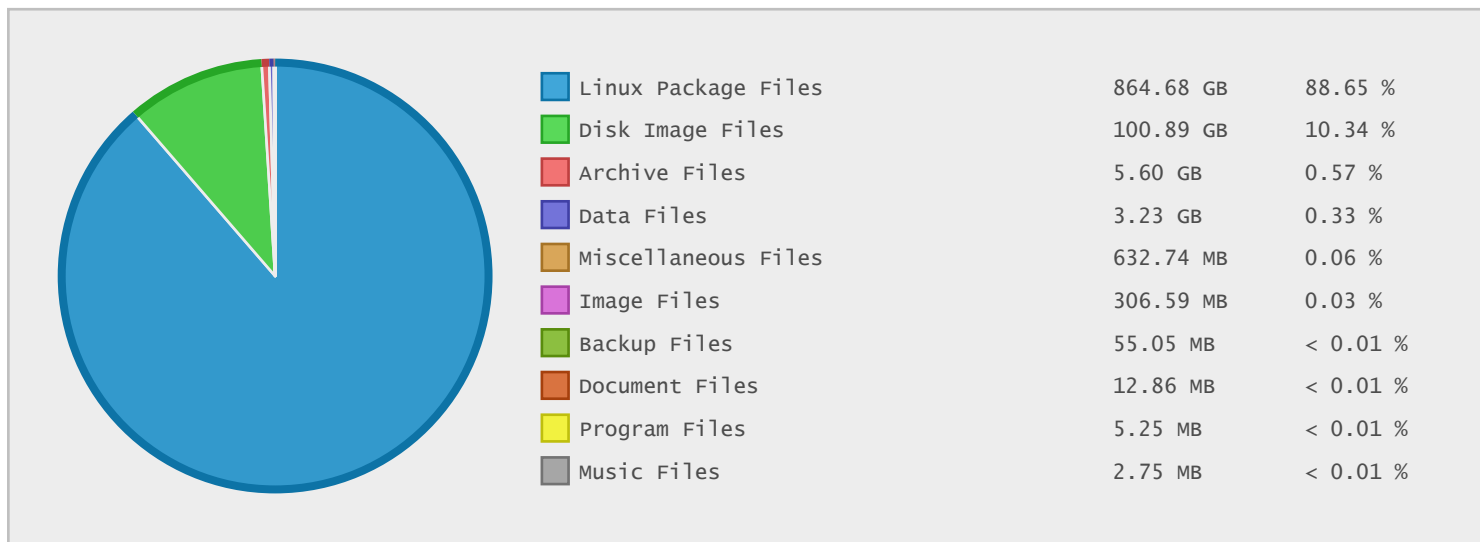 Linux Package Files 864.68 GB 88.65 %
Disk Image Files 100.89 GB 10.34 %
Archive Files 5.60 GB 0.57 %
Data Files 3.23 GB 0.33 %
Miscellaneous Files 632.74 MB 0.06 %
Image Files 306.59 MB 0.03 %
Backup Files 55.05 MB < 0.01 %
Document Files 12.86 MB < 0.01 %
Program Files 5.25 MB < 0.01 %
Music Files 2.75 MB < 0.01 %